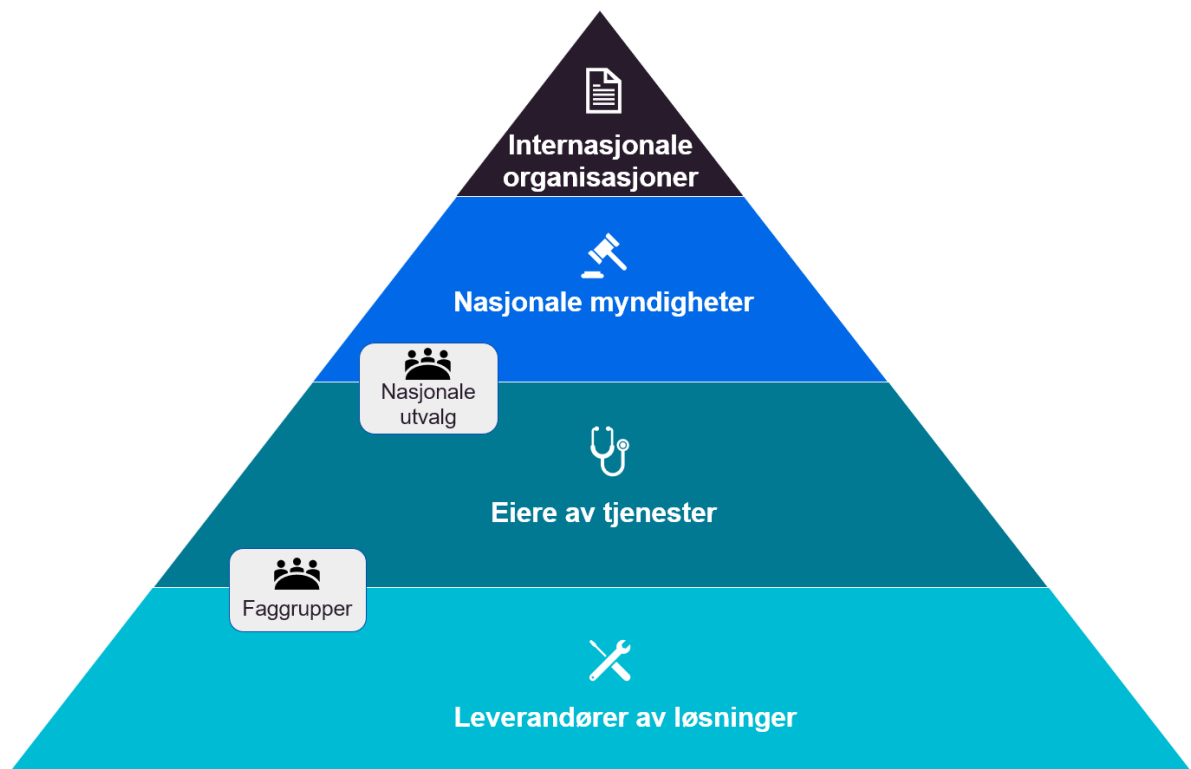 Internasjonale
organisasjoner
Nasjonale myndigheter
Nasjonale
utvalg
Eiere av tjenester
Faggrupper
Leverandører av løsninger